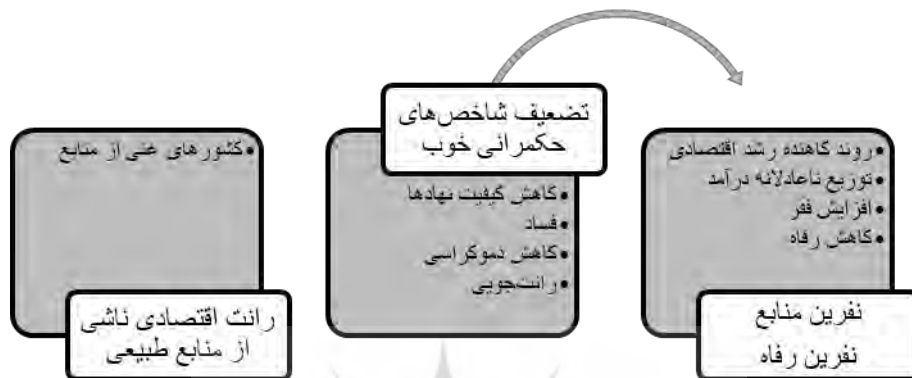 • کشورهای غنی از منابع
رانت اقتصادی ناشی
از منابع طبیعی
تضعیف شاخص‌های
حکمرانی خوب
• کاهش کیفیت نهادها
• فساد
• کاهش دموکراسی
• رانت‌جویی
• روند کاهنده رشد اقتصادی
• توزیع ناعادلانه درآمد
• افزایش فقر
• کاهش رفاه
نفرین منابع
نفرین رفاه